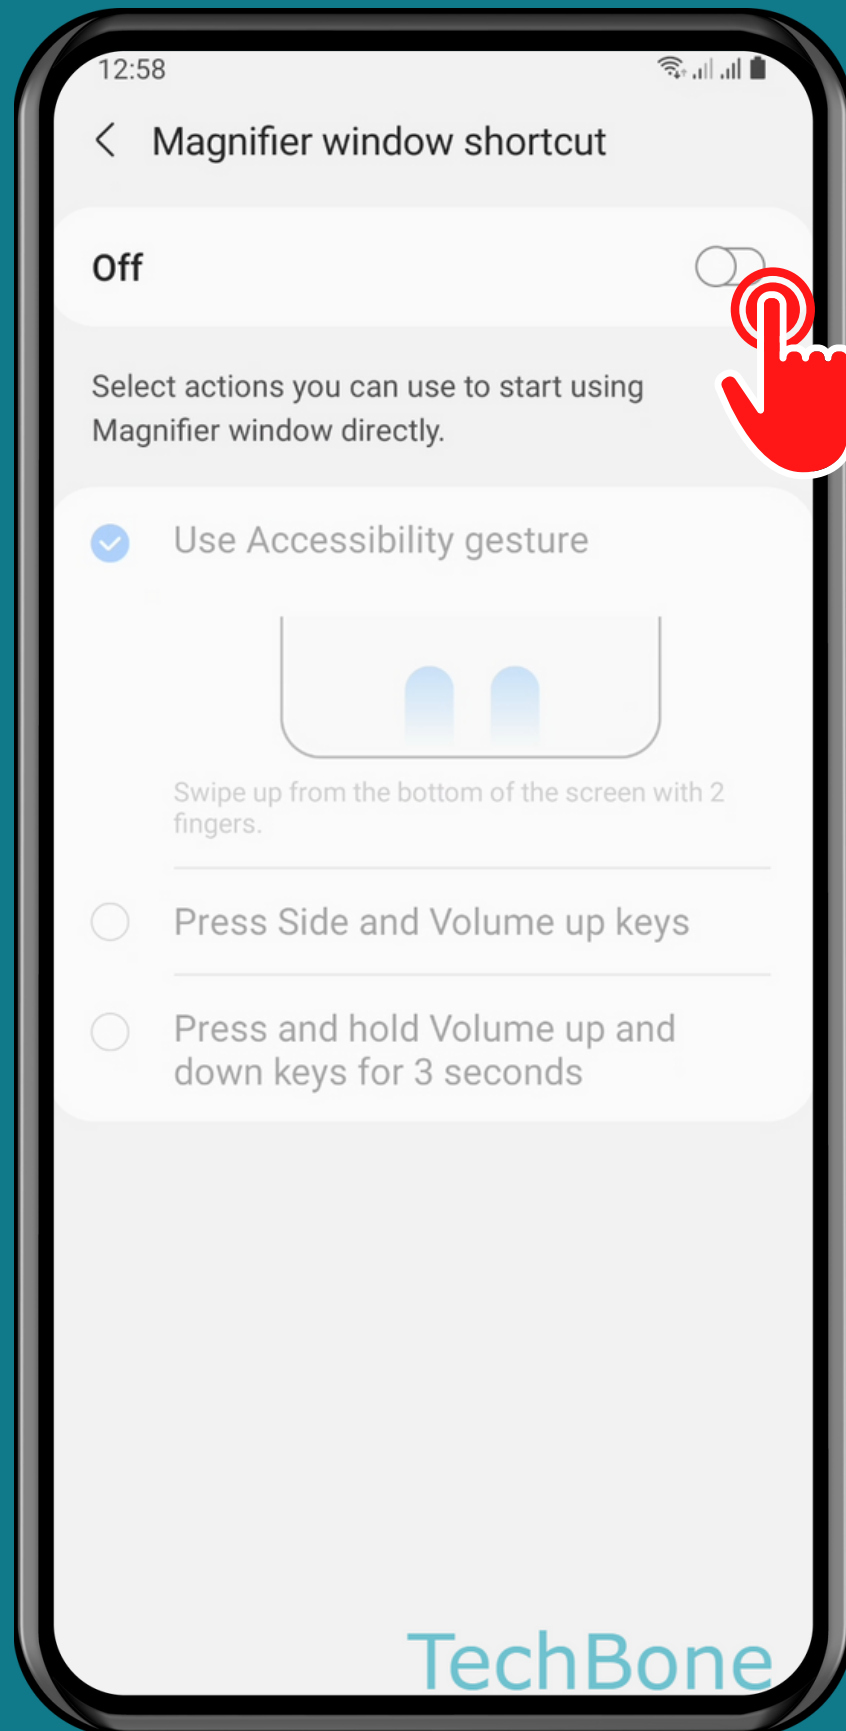 12:58
Magnifier window shortcut
Off
Select actions you can use to start using
Magnifier window directly.
Use Accessibility gesture
Swipe up from the bottom of the screen with 2
fingers.
Press Side and Volume up keys
Press and hold Volume up and
down keys for 3 seconds
TechBone